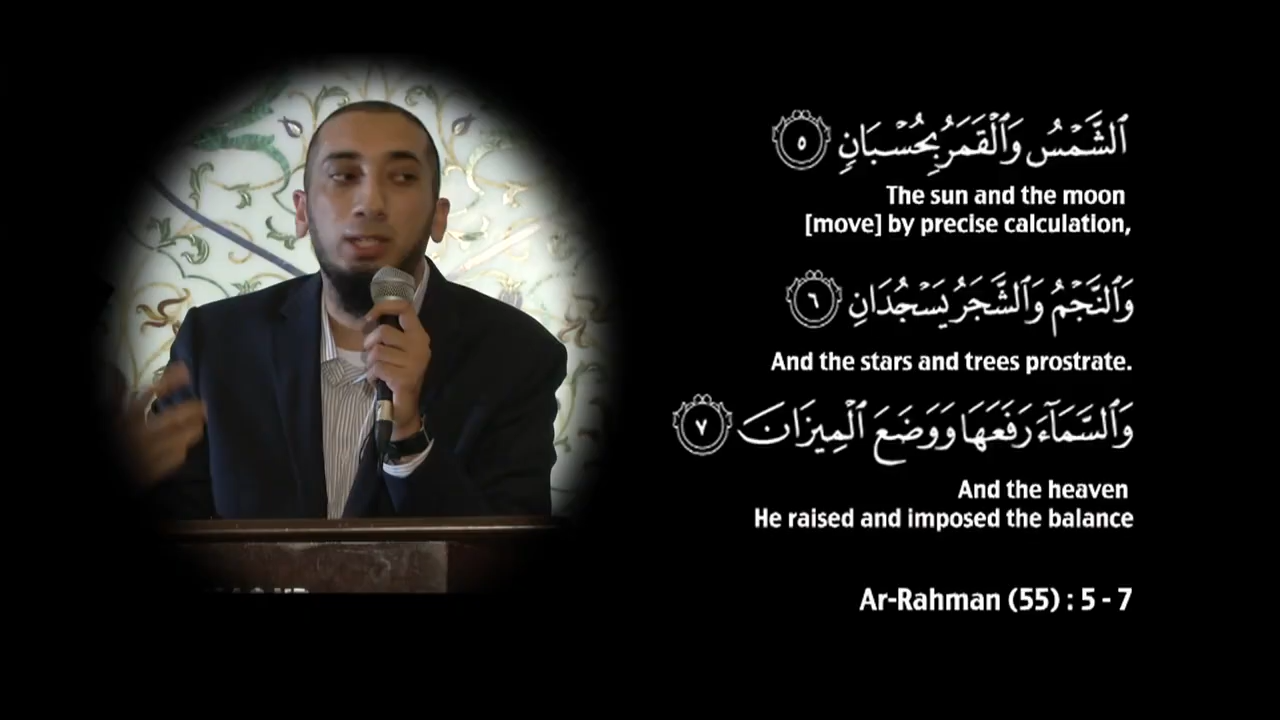 ٱلشَّمْسُ وَٱلْقَمَرُ بِحُسْبَانٍ ٥
The sun and the moon
[move] by precise calculation,
وَٱلنَّجْمُ وَٱلشَّجَرُ يَسْجُدَانِ ٦
And the stars and trees prostrate.
وَٱلسَّمَآءَ رَفَعَهَا وَوَضَعَ ٱلْمِيزَانَ ٧
And the heaven
He raised and imposed the balance
Ar-Rahman (55) : 5 - 7